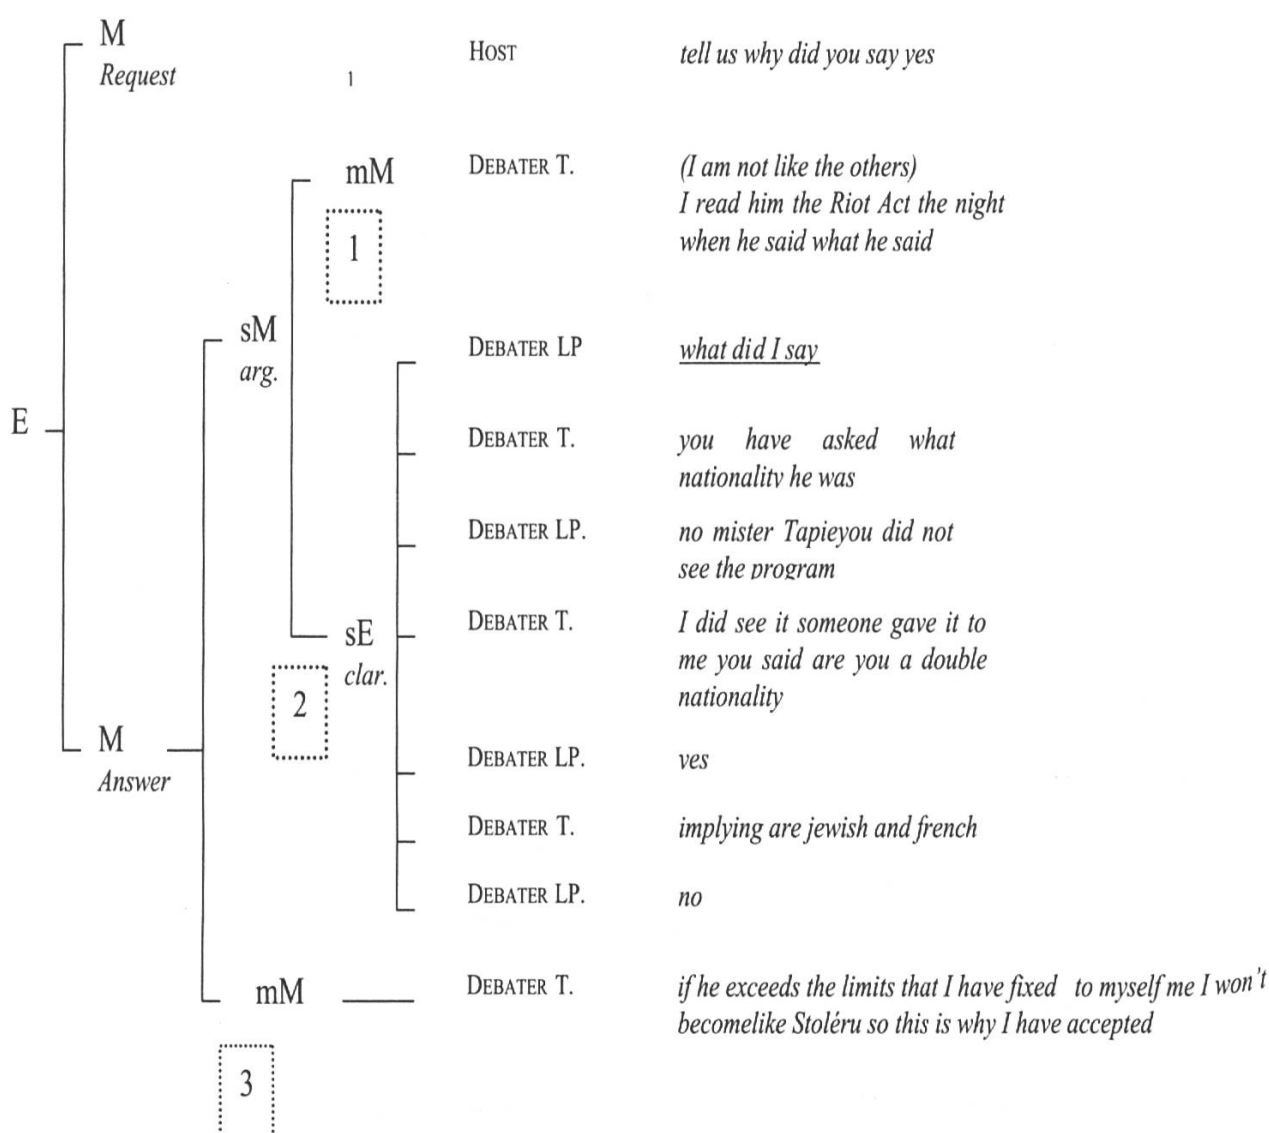 M HOST tell us why did you say yes
Request 1
mM DEBATER T. (I am not like the others)
I read him the Riot Act the night
1 when he said what he said
sM DEBATER LP what did I say
arg.
E DEBATER T. you have asked what
nationality he was
DEBATER LP. no mister Tapieyou did not
see the program
sE DEBATER T. I did see it someone gave it to
clar. me you said are you a double
2 nationality
M DEBATER LP. yes
Answer
DEBATER T. implying are jewish and french
DEBATER LP. no
mM DEBATER T. if he exceeds the limits that I have fixed to myself me I won't
becomelike Stoléru so this is why I have accepted
3